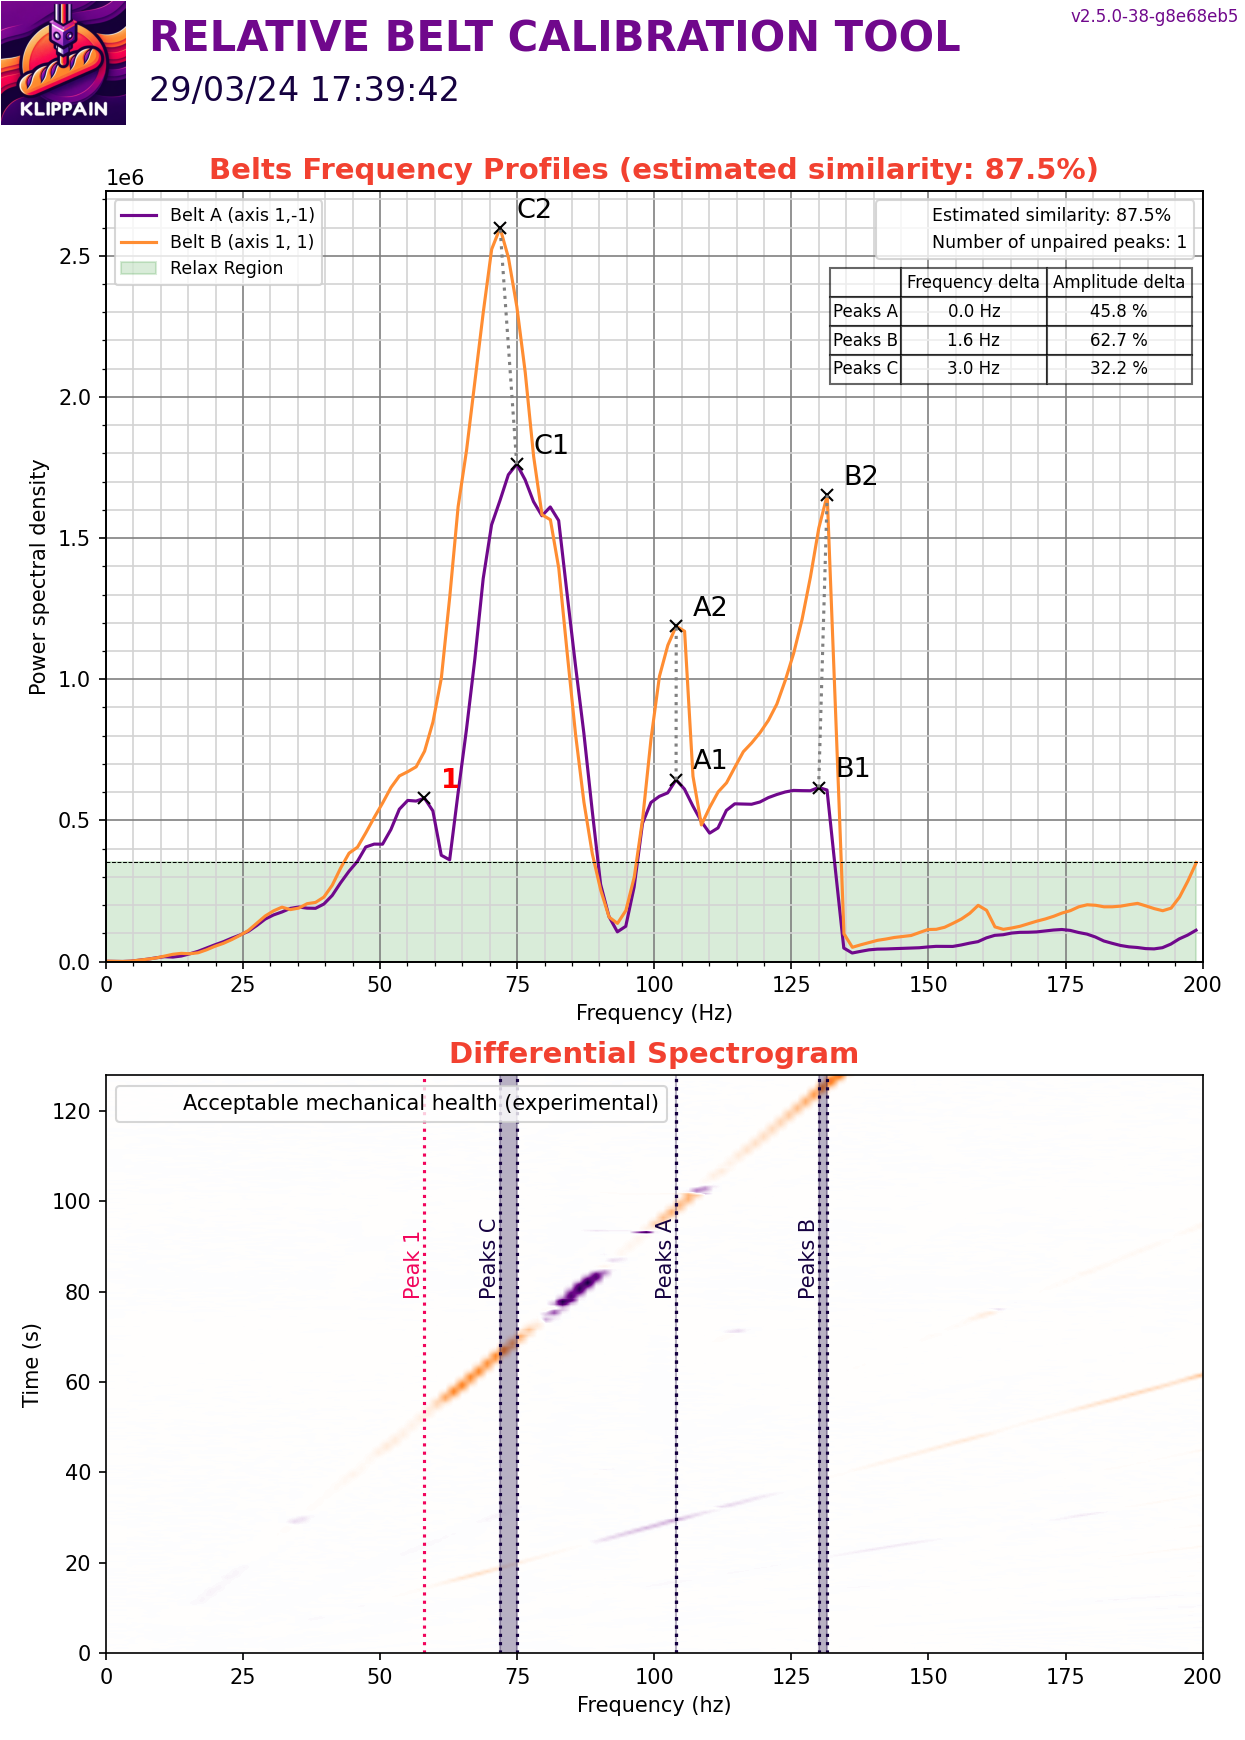 KLIPPAIN
RELATIVE BELT CALIBRATION TOOL
29/03/24 17:39:42
v2.5.0-38-g8e68eb5
Belts Frequency Profiles (estimated similarity: 87.5%)
1e6
Belt A (axis 1,-1)
Belt B (axis 1, 1)
Relax Region
Estimated similarity: 87.5%
Number of unpaired peaks: 1
Frequency delta Amplitude delta
Peaks A 0.0 Hz 45.8 %
Peaks B 1.6 Hz 62.7 %
Peaks C 3.0 Hz 32.2 %
C2
C1
B2
A2
A1
B1
1
Power spectral density
2.5
2.0
1.5
1.0
0.5
0.0
0 25 50 75 100 125 150 175 200
Frequency (Hz)
Differential Spectrogram
Acceptable mechanical health (experimental)
Peak 1
Peaks C
Peaks A
Peaks B
Time (s)
120
100
80
60
40
20
0
0 25 50 75 100 125 150 175 200
Frequency (hz)